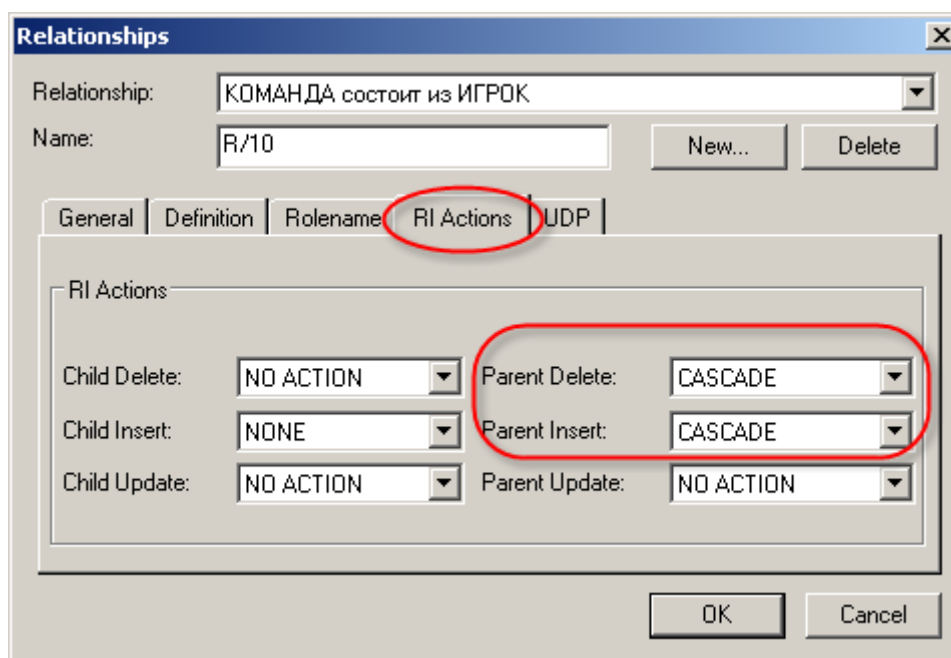 Relationships
Relationship: КОМАНДА состоит из ИГРОК
Name: R/10 New... Delete
General Definition Rolename RI Actions UDP
RI Actions
Child Delete: NO ACTION Parent Delete: CASCADE
Child Insert: NONE Parent Insert: CASCADE
Child Update: NO ACTION Parent Update: NO ACTION
OK Cancel